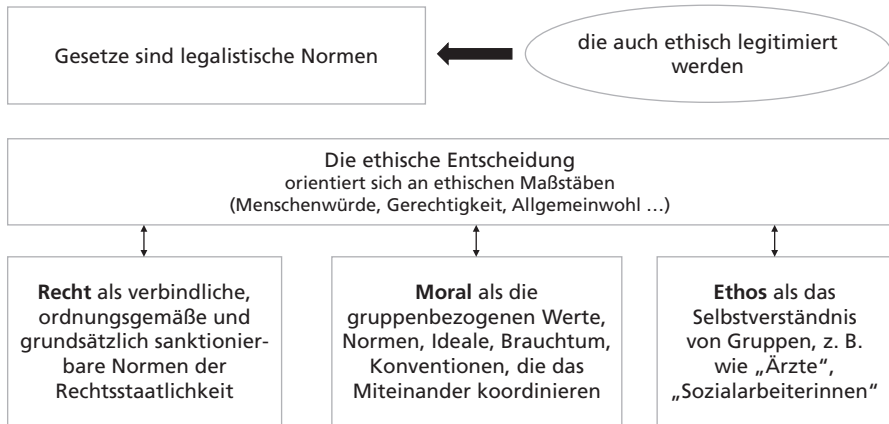 Gesetze sind legalistische Normen
die auch ethisch legitimiert
werden
Die ethische Entscheidung
orientiert sich an ethischen Maßstäben
(Menschenwürde, Gerechtigkeit, Allgemeinwohl …)
Recht als verbindliche,
ordnungsgemäße und
grundsätzlich sanktionier-
bare Normen der
Rechtsstaatlichkeit
Moral als die
gruppenbezogenen Werte,
Normen, Ideale, Brauchtum,
Konventionen, die das
Miteinander koordinieren
Ethos als das
Selbstverständnis
von Gruppen, z. B.
wie „Ärzte“,
„Sozialarbeiterinnen“